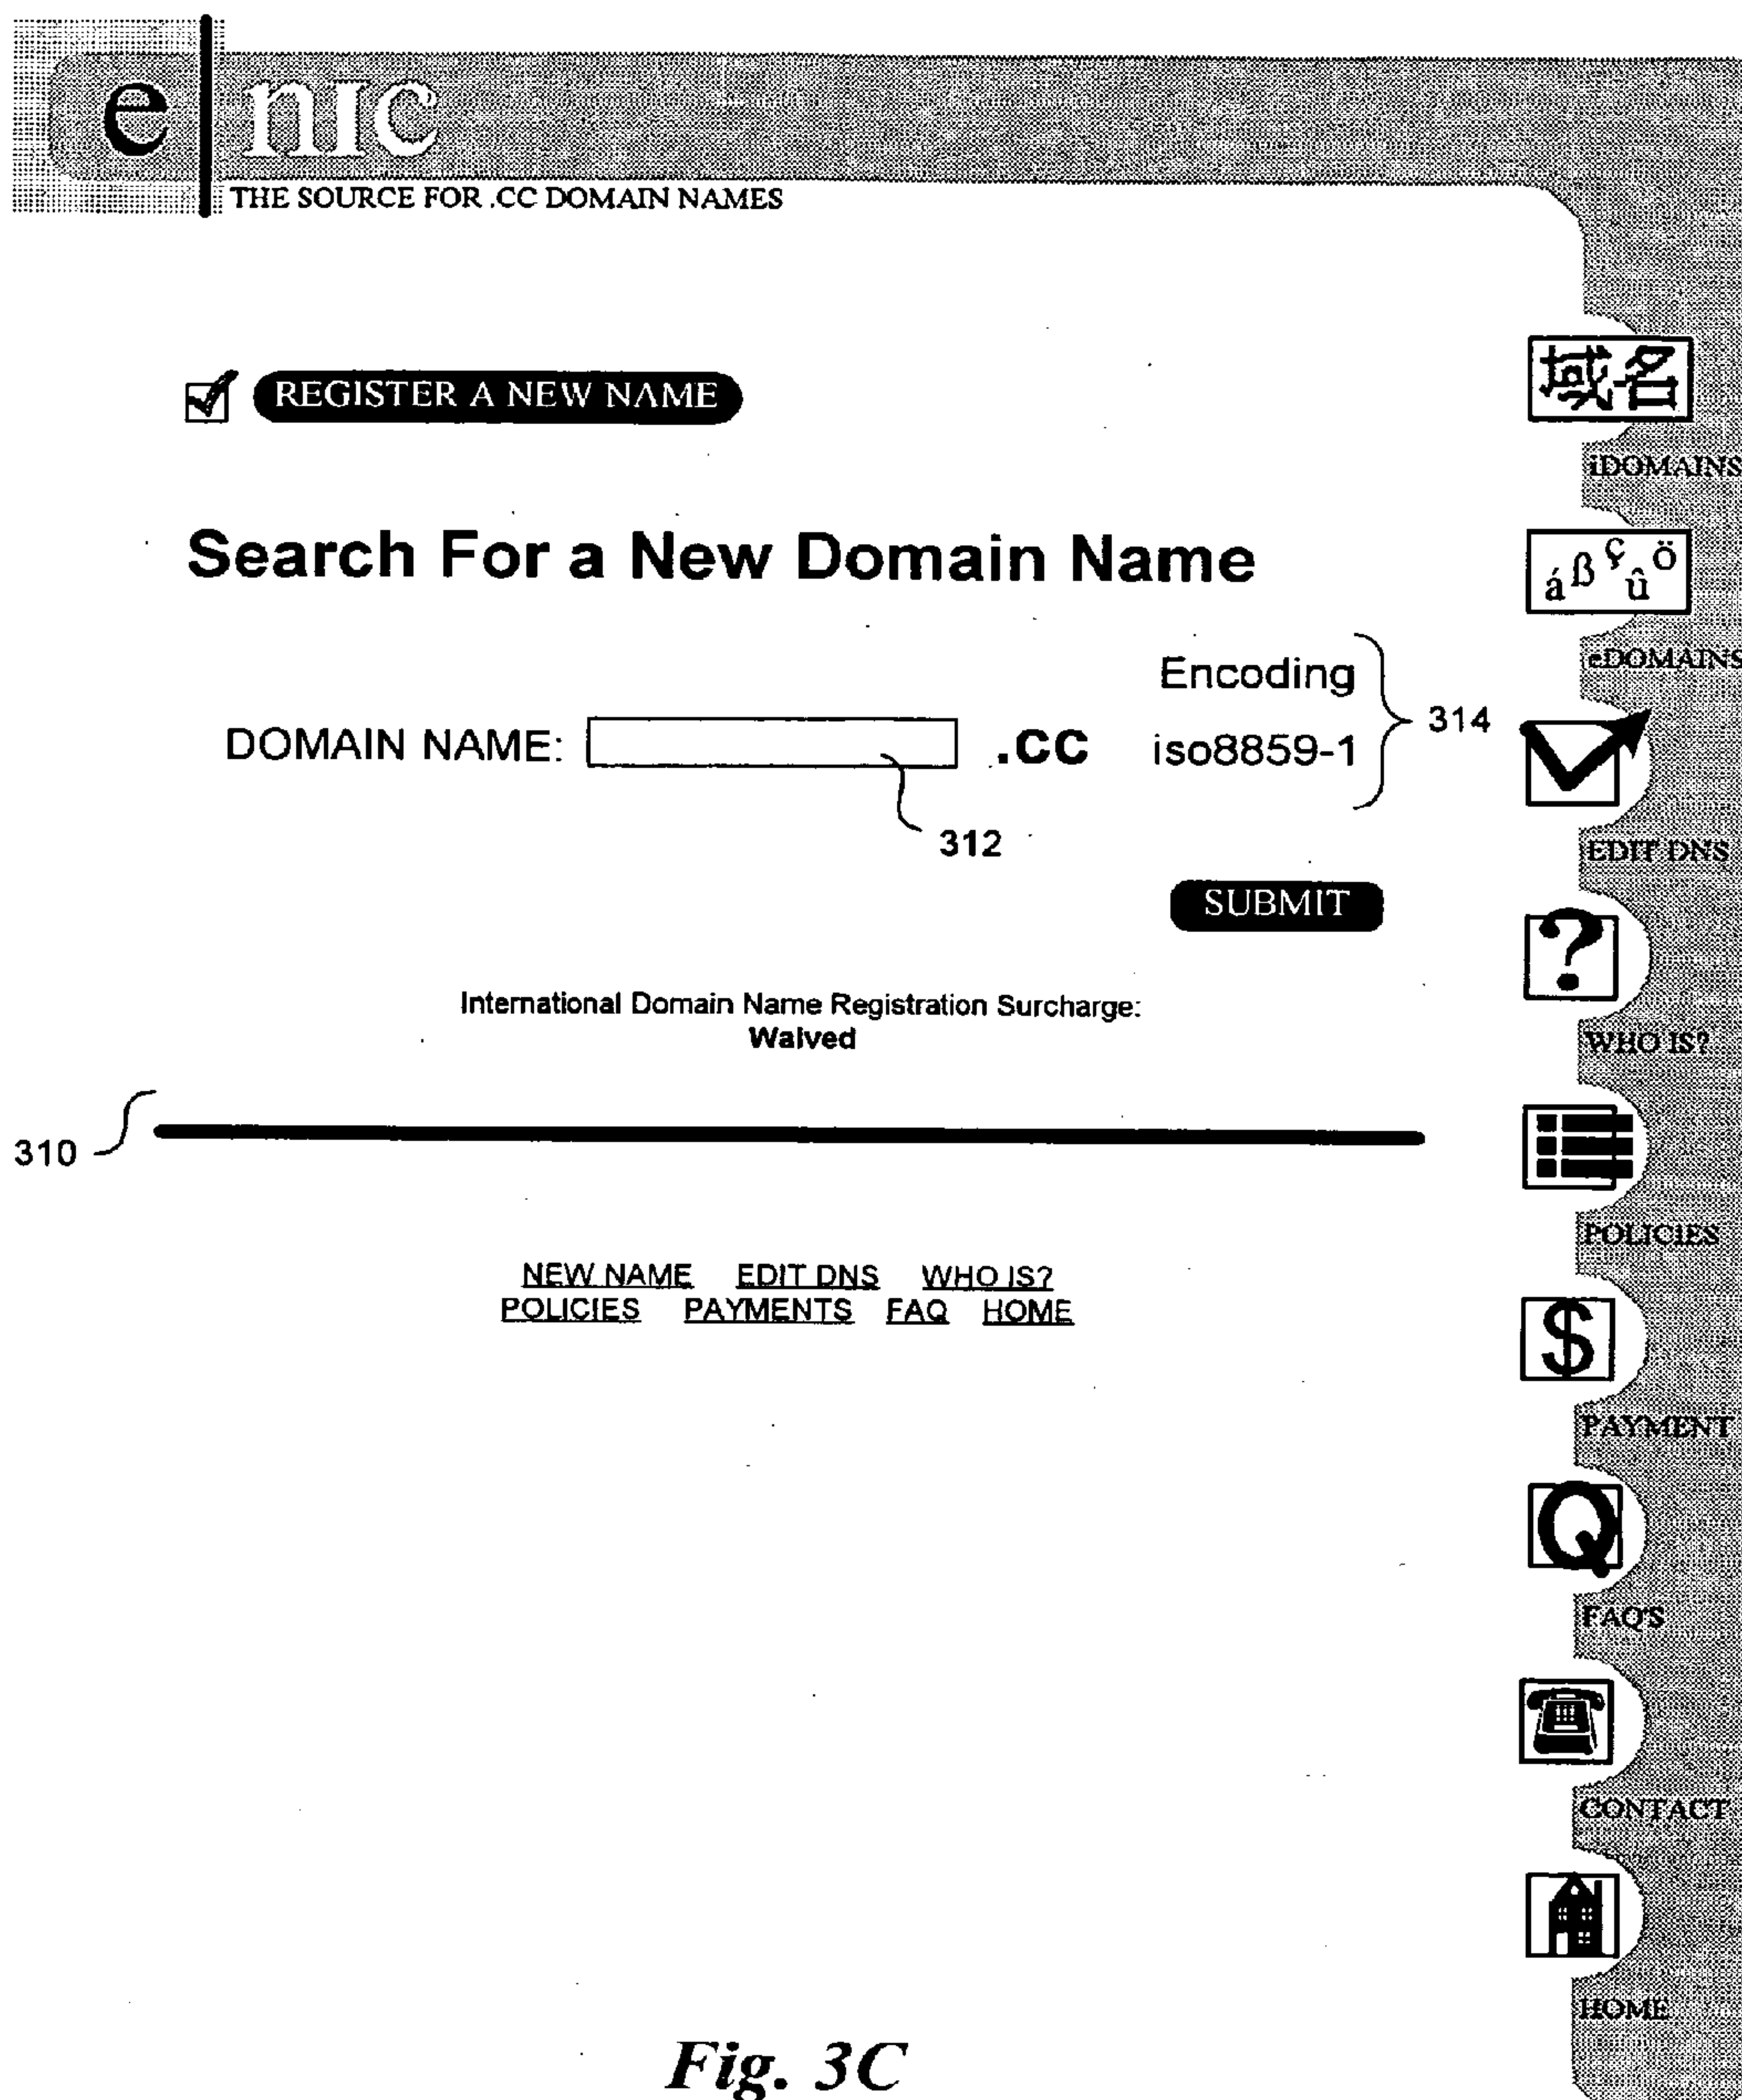 e nic
THE SOURCE FOR .CC DOMAIN NAMES
REGISTER A NEW NAME
Search For a New Domain Name
DOMAIN NAME: .CC
Encoding
iso8859-1
314
312
SUBMIT
International Domain Name Registration Surcharge:
Waived
310
NEW NAME EDIT DNS WHO IS?
POLICIES PAYMENTS FAQ HOME
域名
iDOMAINS
á ß ç û ö
eDOMAINS
EDIT DNS
?
WHO IS?
POLICIES
$
PAYMENT
Q
FAQ'S
CONTACT
HOME
Fig. 3C